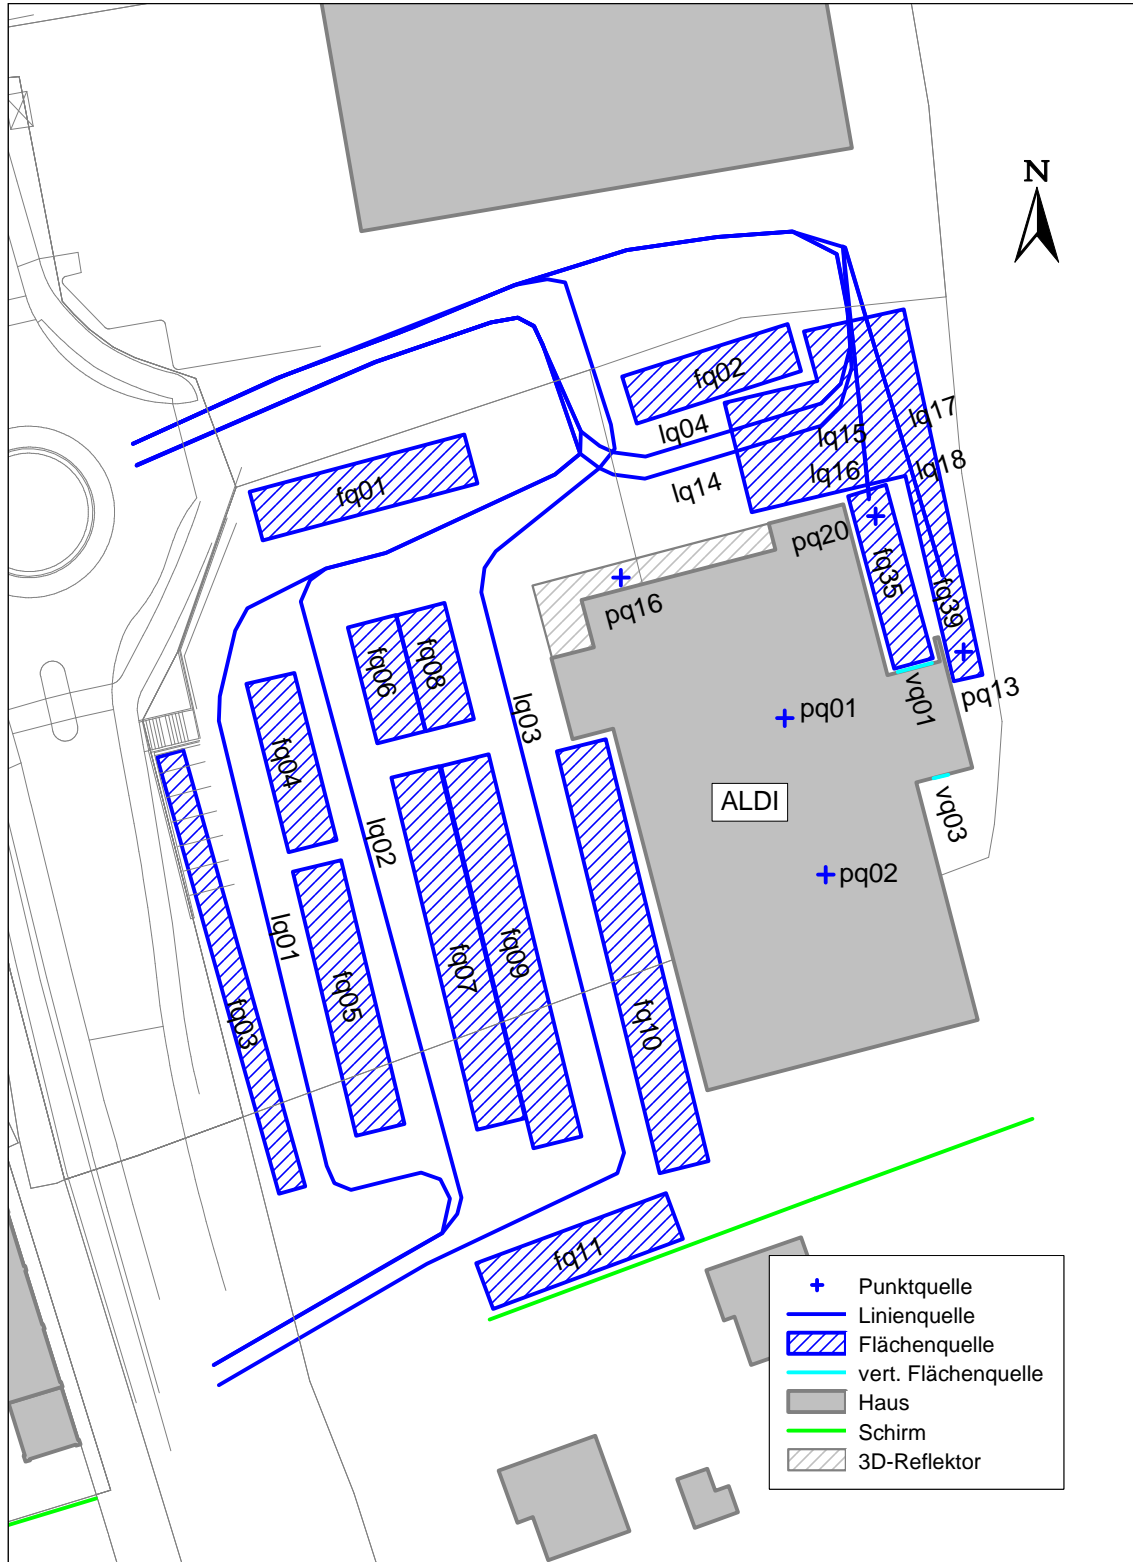 N
fq02
lq04
lq15
lq17
lq16
lq18
lq14
fq01
pq20
fq35
fq39
pq16
fq06
fq08
lq03
vq01
pq13
pq01
fq04
ALDI
vq03
lq02
pq02
lq01
fq07
fq09
fq05
fq03
fq10
fq11
Punktquelle
Linienquelle
Flächenquelle
vert. Flächenquelle
Haus
Schirm
3D-Reflektor